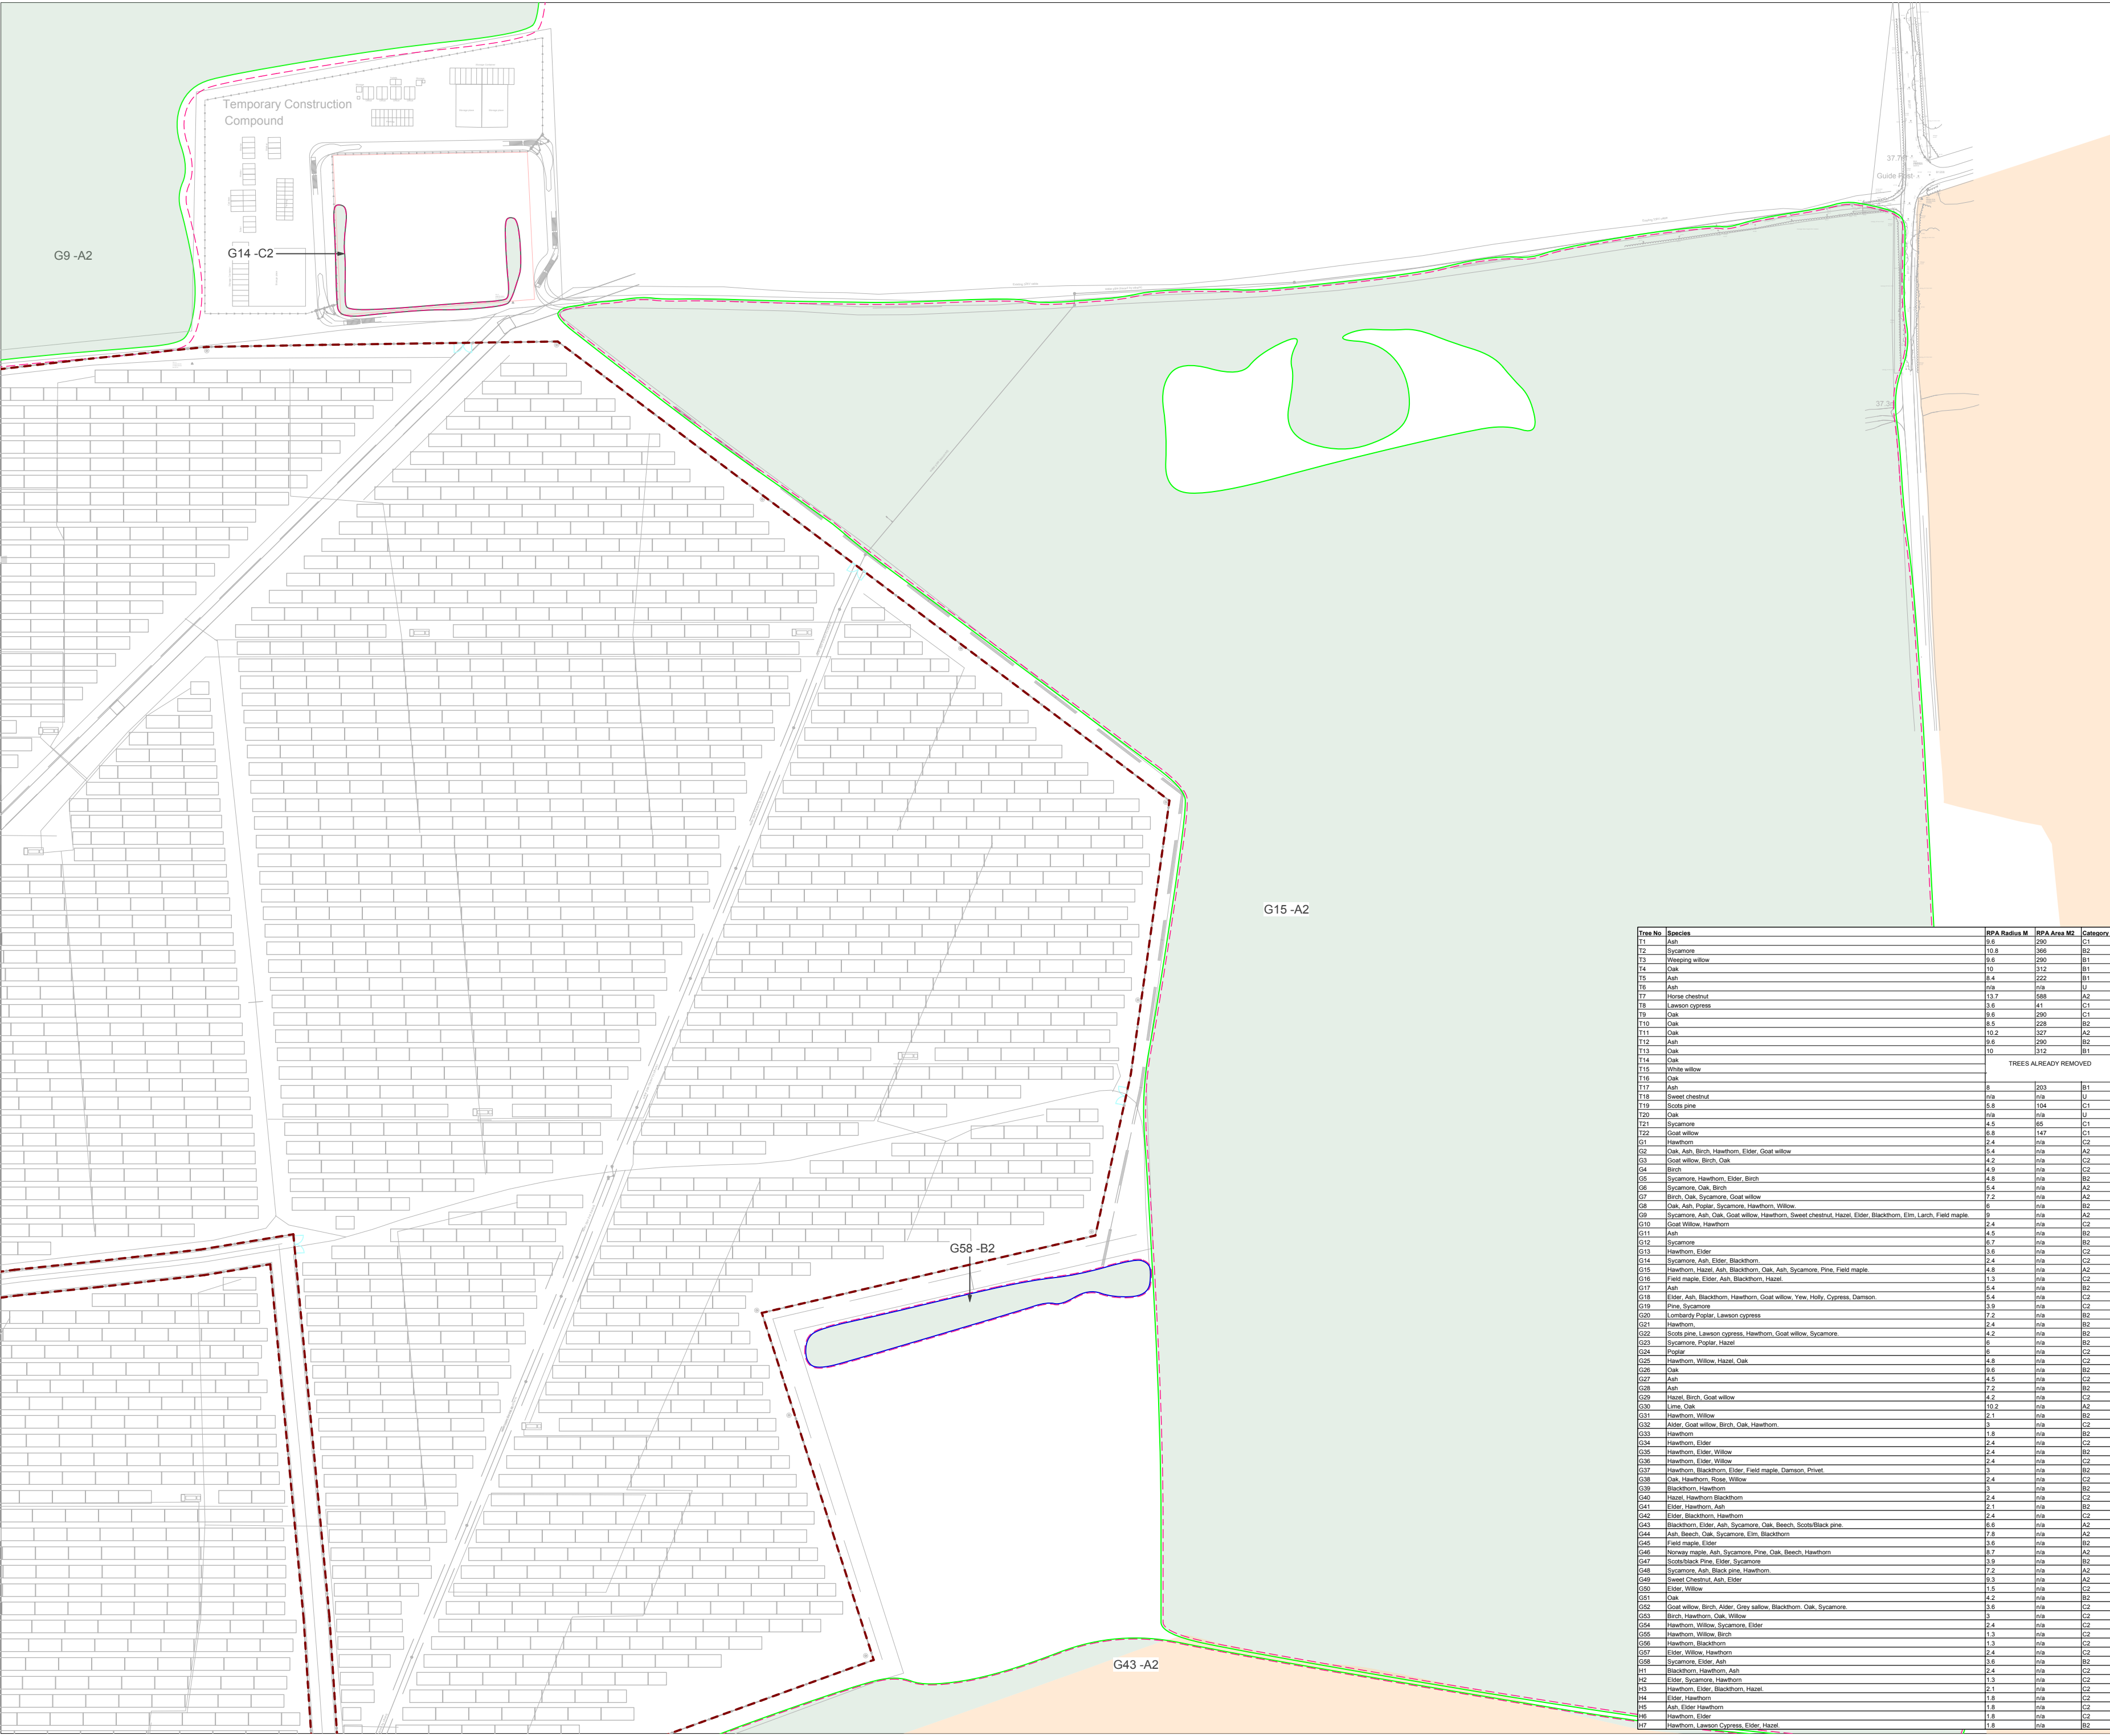 Temporary Construction
Compound
G9 -A2
G14 -C2
Guide Post
G15 -A2
G58 -B2
G43 -A2
Tree No Species RPA Radius M RPA Area M2 Category
T1 Ash 9.6 290 C1
T2 Sycamore 10.8 366 B2
T3 Weeping willow 9.6 290 B1
T4 Oak 10 312 B1
T5 Ash 8.4 222 B1
T6 Ash n/a n/a U
T7 Horse chestnut 13.7 588 A2
T8 Lawson cypress 3.6 41 C1
T9 Oak 9.6 290 C1
T10 Oak 8.5 228 B2
T11 Oak 10.2 327 A2
T12 Ash 9.6 290 B2
T13 Oak 10 312 B1
T14 Oak
TREES ALREADY REMOVED
T15 White willow
T16 Oak
T17 Ash 8 203 B1
T18 Sweet chestnut n/a n/a U
T19 Scots pine 5.8 104 C1
T20 Oak n/a n/a U
T21 Sycamore 4.5 65 C1
T22 Goat willow 6.8 147 C1
G1 Hawthorn 2.4 n/a C2
G2 Oak, Ash, Birch, Hawthorn, Elder, Goat willow 5.4 n/a A2
G3 Goat willow, Birch, Oak 4.2 n/a C2
G4 Birch 4.9 n/a C2
G5 Sycamore, Hawthorn, Elder, Birch 4.8 n/a B2
G6 Sycamore, Oak, Birch 5.4 n/a A2
G7 Birch, Oak, Sycamore, Goat willow 7.2 n/a A2
G8 Oak, Ash, Poplar, Sycamore, Hawthorn, Willow. 6 n/a B2
G9 Sycamore, Ash, Oak, Goat willow, Hawthorn, Sweet chestnut, Hazel, Elder, Blackthorn, Elm, Larch, Field maple. 9 n/a A2
G10 Goat Willow, Hawthorn 2.4 n/a C2
G11 Ash 4.5 n/a B2
G12 Sycamore 6.7 n/a B2
G13 Hawthorn, Elder 3.6 n/a C2
G14 Sycamore, Ash, Elder, Blackthorn. 2.4 n/a C2
G15 Hawthorn, Hazel, Ash, Blackthorn, Oak, Ash, Sycamore, Pine, Field maple. 4.8 n/a A2
G16 Field maple, Elder, Ash, Blackthorn, Hazel. 1.3 n/a C2
G17 Ash 5.4 n/a B2
G18 Elder, Ash, Blackthorn, Hawthorn, Goat willow, Yew, Holly, Cypress, Damson. 5.4 n/a C2
G19 Pine, Sycamore 3.9 n/a C2
G20 Lombardy Poplar, Lawson cypress 7.2 n/a B2
G21 Hawthorn, 2.4 n/a B2
G22 Scots pine, Lawson cypress, Hawthorn, Goat willow, Sycamore. 4.2 n/a B2
G23 Sycamore, Poplar, Hazel 6 n/a B2
G24 Poplar 6 n/a C2
G25 Hawthorn, Willow, Hazel, Oak 4.8 n/a C2
G26 Oak 9.6 n/a B2
G27 Ash 4.5 n/a C2
G28 Ash 7.2 n/a B2
G29 Hazel, Birch, Goat willow 4.2 n/a C2
G30 Lime, Oak 10.2 n/a A2
G31 Hawthorn, Willow 2.1 n/a B2
G32 Alder, Goat willow, Birch, Oak, Hawthorn. 3 n/a C2
G33 Hawthorn 1.8 n/a B2
G34 Hawthorn, Elder 2.4 n/a C2
G35 Hawthorn, Elder, Willow 2.4 n/a B2
G36 Hawthorn, Elder, Willow 2.4 n/a C2
G37 Hawthorn, Blackthorn, Elder, Field maple, Damson, Privet. 3 n/a B2
G38 Oak, Hawthorn, Rose, Willow 2.4 n/a C2
G39 Blackthorn, Hawthorn 3 n/a B2
G40 Hazel, Hawthorn Blackthorn 2.4 n/a C2
G41 Elder, Hawthorn, Ash 2.1 n/a B2
G42 Elder, Blackthorn, Hawthorn 2.4 n/a C2
G43 Blackthorn, Elder, Ash, Sycamore, Oak, Beech, Scots/Black pine. 6.6 n/a A2
G44 Ash, Beech, Oak, Sycamore, Elm, Blackthorn 7.8 n/a A2
G45 Field maple, Elder 3.6 n/a B2
G46 Norway maple, Ash, Sycamore, Pine, Oak, Beech, Hawthorn 8.7 n/a A2
G47 Scots/black Pine, Elder, Sycamore 3.9 n/a B2
G48 Sycamore, Ash, Black pine, Hawthorn. 7.2 n/a A2
G49 Sweet Chestnut, Ash, Elder 9.3 n/a A2
G50 Elder, Willow 1.5 n/a C2
G51 Oak 4.2 n/a B2
G52 Goat willow, Birch, Alder, Grey sallow, Blackthorn. Oak, Sycamore. 3.6 n/a C2
G53 Birch, Hawthorn, Oak, Willow 3 n/a C2
G54 Hawthorn, Willow, Sycamore, Elder 2.4 n/a C2
G55 Hawthorn, Willow, Birch 1.3 n/a C2
G56 Hawthorn, Blackthorn 1.3 n/a C2
G57 Elder, Willow, Hawthorn 2.4 n/a C2
G58 Sycamore, Elder, Ash 3.6 n/a B2
H1 Blackthorn, Hawthorn, Ash 2.4 n/a C2
H2 Elder, Sycamore, Hawthorn 1.3 n/a C2
H3 Hawthorn, Elder, Blackthorn, Hazel. 2.1 n/a C2
H4 Elder, Hawthorn 1.8 n/a C2
H5 Ash, Elder Hawthorn 1.8 n/a C2
H6 Hawthorn, Elder 1.8 n/a C2
H7 Hawthorn, Lawson Cypress, Elder, Hazel. 1.8 n/a B2